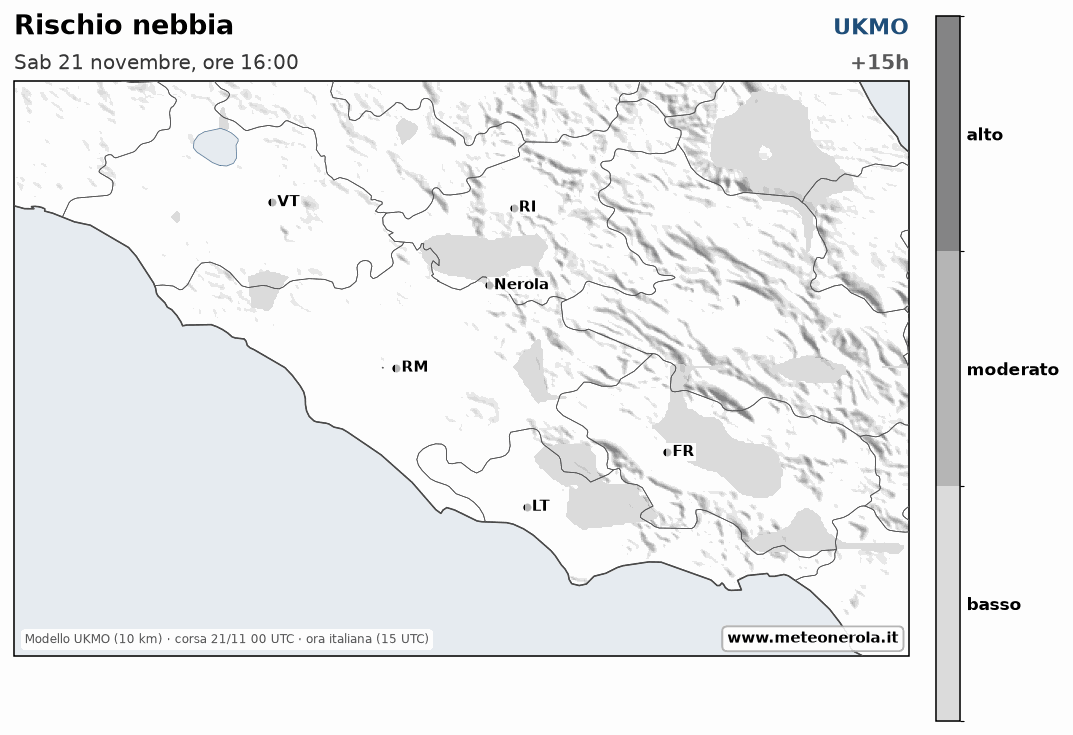 Rischio nebbia
UKMO
Sab 21 novembre, ore 16:00
+15h
alto
VT
RI
Nerola
RM
moderato
FR
LT
basso
Modello UKMO (10 km) · corsa 21/11 00 UTC · ora italiana (15 UTC)
www.meteonerola.it